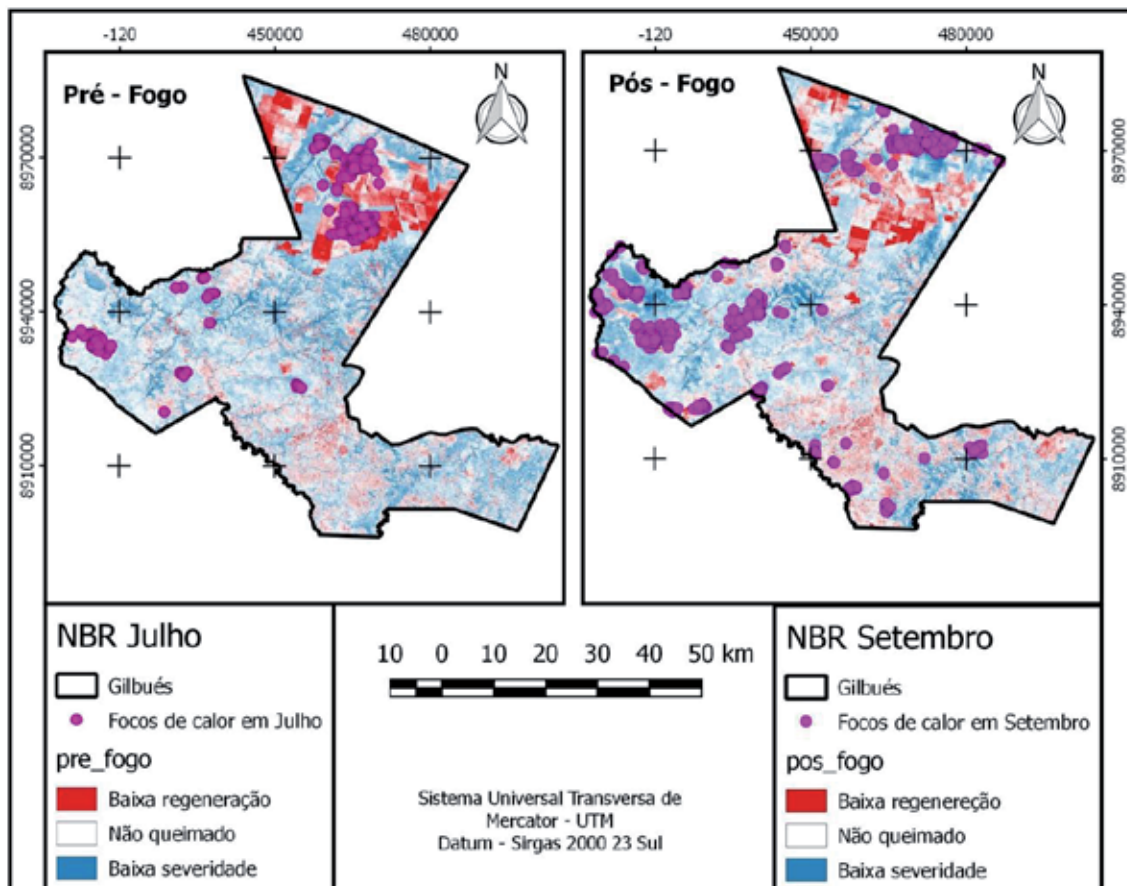 -120 450000 480000
-120 450000 480000
Pré - Fogo
N
Pós - Fogo
N
8970000
8940000
8910000
8970000
8940000
8910000
NBR Julho
Gilbués
Focos de calor em Julho
pre_fogo
Baixa regeneração
Não queimado
Baixa severidade
10 0 10 20 30 40 50 km
Sistema Universal Transversa de
Mercator - UTM
Datum - Sirgas 2000 23 Sul
NBR Setembro
Gilbués
Focos de calor em Setembro
pos_fogo
Baixa regenereção
Não queimado
Baixa severidade